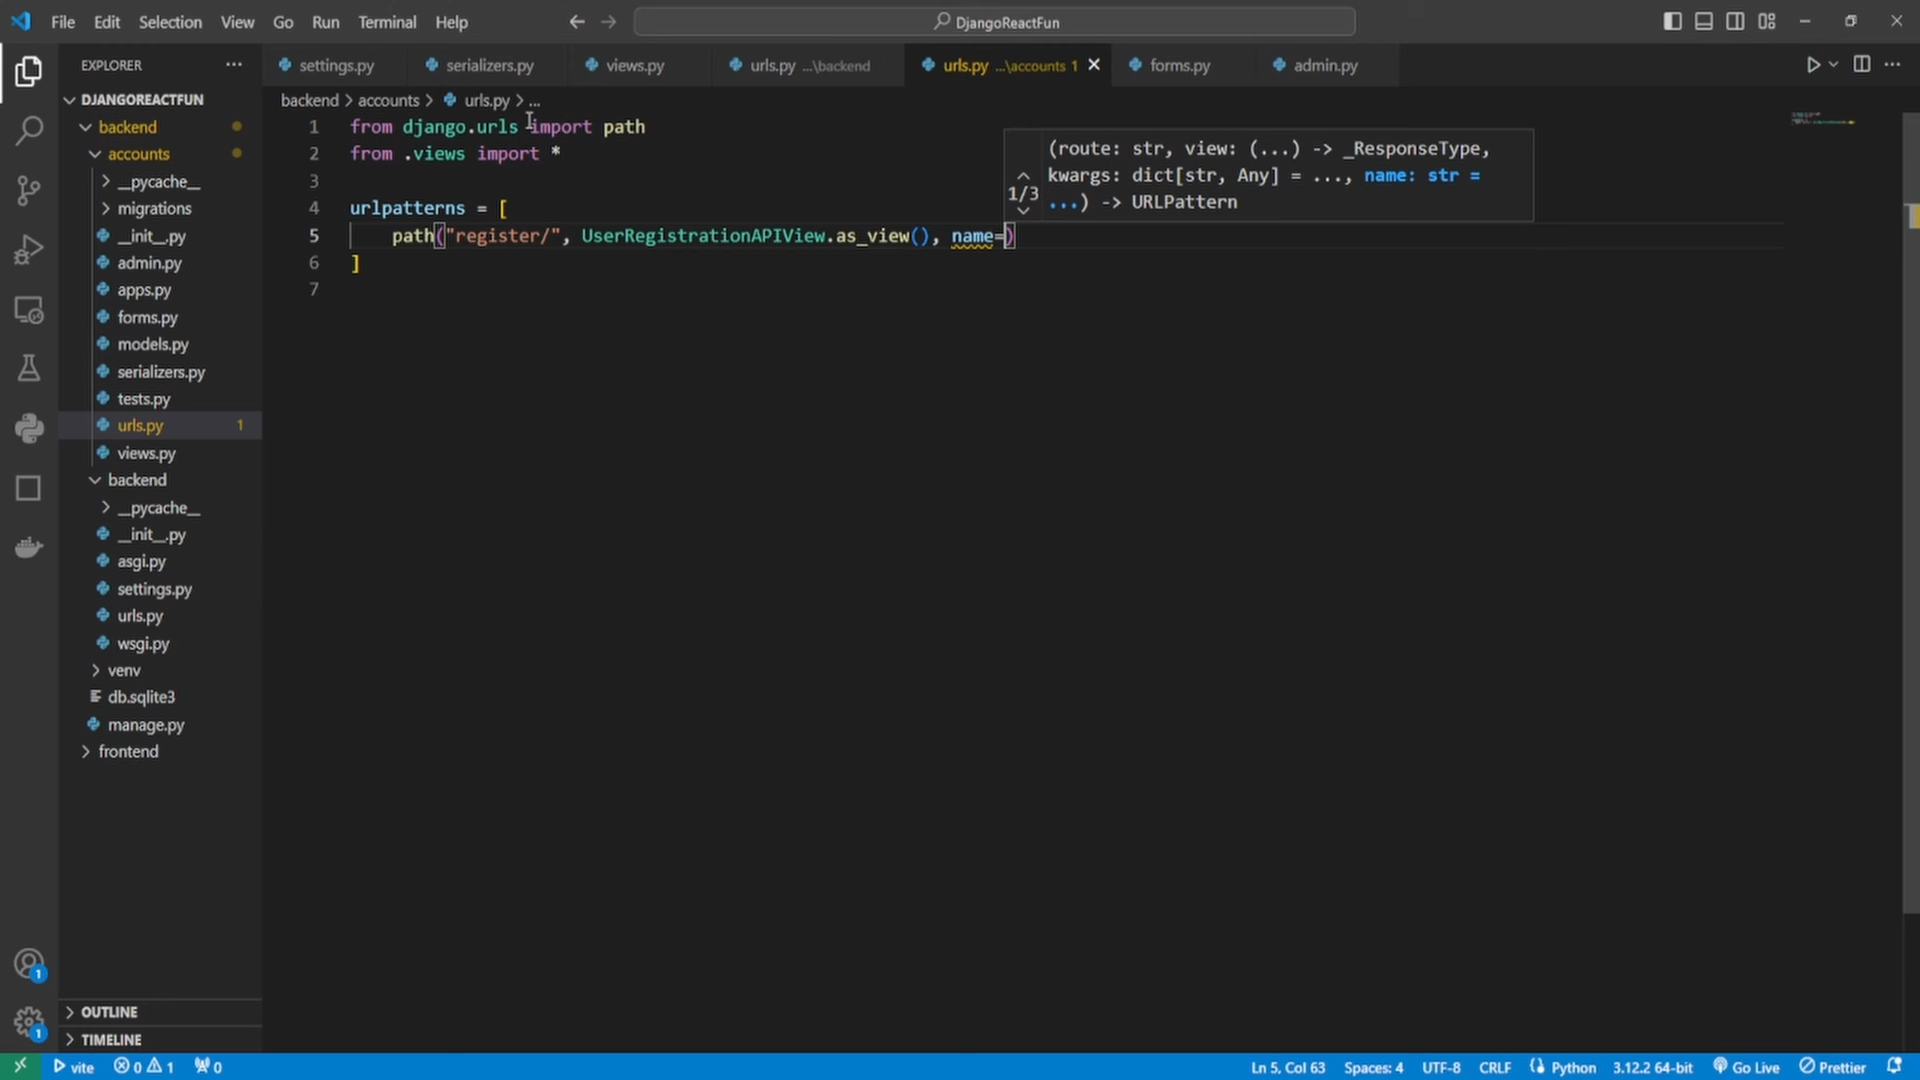 File Edit Selection View Go Run Terminal Help
DjangoReactFun
EXPLORER
settings.py
serializers.py
views.py
urls.py ...\backend
urls.py ...\accounts 1
forms.py
admin.py
DJANGOREACTFUN
backend
accounts
__pycache__
migrations
__init__.py
admin.py
apps.py
forms.py
models.py
serializers.py
tests.py
urls.py 1
views.py
backend
__pycache__
__init__.py
asgi.py
settings.py
urls.py
wsgi.py
venv
db.sqlite3
manage.py
frontend
OUTLINE
TIMELINE
backend > accounts > urls.py > ...
1 from django.urls import path
2 from .views import *
3
4 urlpatterns = [
5 path("register/", UserRegistrationAPIView.as_view(), name=)
6 ]
7
1/3
(route: str, view: (...) -> _ResponseType,
kwargs: dict[str, Any] = ..., name: str =
...) -> URLPattern
1
1
vite 0 1 0
Ln 5, Col 63 Spaces: 4 UTF-8 CRLF Python 3.12.2 64-bit Go Live Prettier